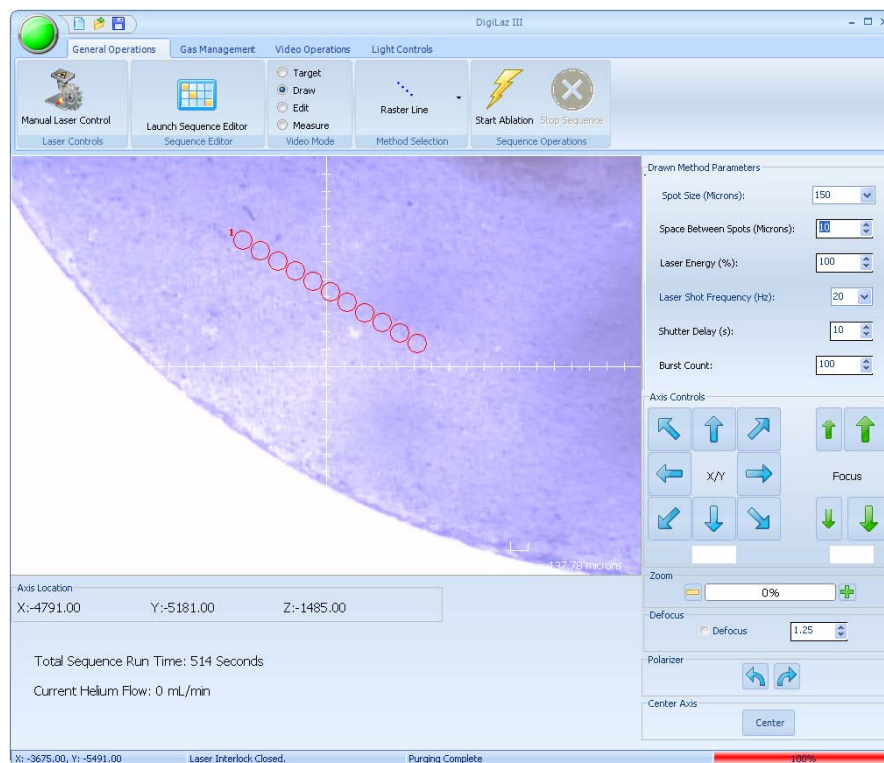 DigiLaz III
General Operations Gas Management Video Operations Light Controls
Manual Laser Control
Laser Controls
Launch Sequence Editor
Sequence Editor
Target
Draw
Edit
Measure
Video Mode
Raster Line
Method Selection
Start Ablation Stop Sequence
Sequence Operations
1
137.78 microns
Drawn Method Parameters
Spot Size (Microns): 150
Space Between Spots (Microns): 10
Laser Energy (%): 100
Laser Shot Frequency (Hz): 20
Shutter Delay (s): 10
Burst Count: 100
Axis Controls
X/Y Focus
Zoom
0%
Defocus
Defocus 1.25
Polarizer
Center Axis
Center
Axis Location
X:-4791.00 Y:-5181.00 Z:-1485.00
Total Sequence Run Time: 514 Seconds
Current Helium Flow: 0 mL/min
X: -3675.00, Y: -5491.00 Laser Interlock Closed. Purging Complete 100%